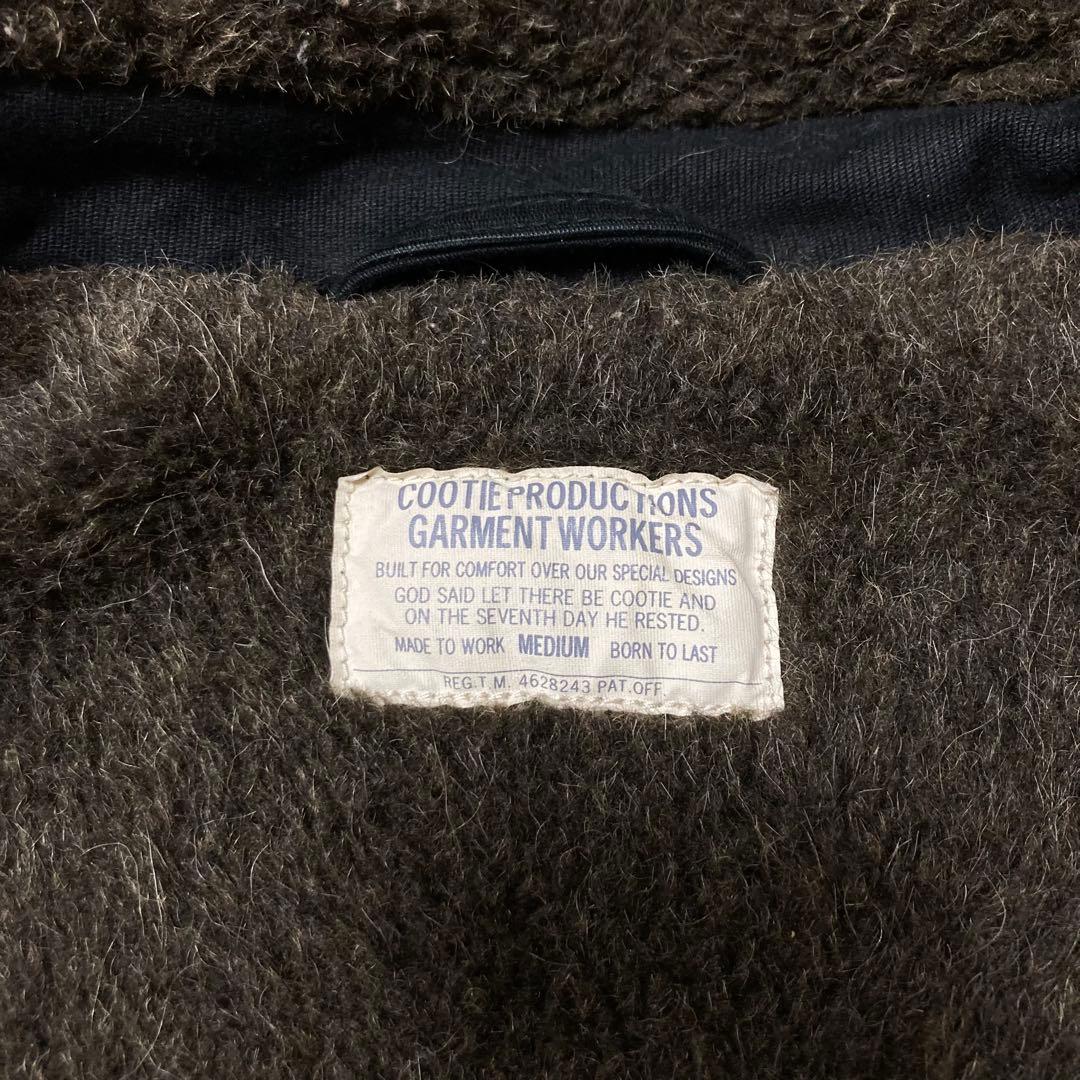 COOTIE PRODUCTIONS
GARMENT WORKERS
BUILT FOR COMFORT OVER OUR SPECIAL DESIGNS
GOD SAID LET THERE BE COOTIE AND
ON THE SEVENTH DAY HE RESTED.
MADE TO WORK MEDIUM BORN TO LAST
REG.T.M. 4628243 PAT.OFF.